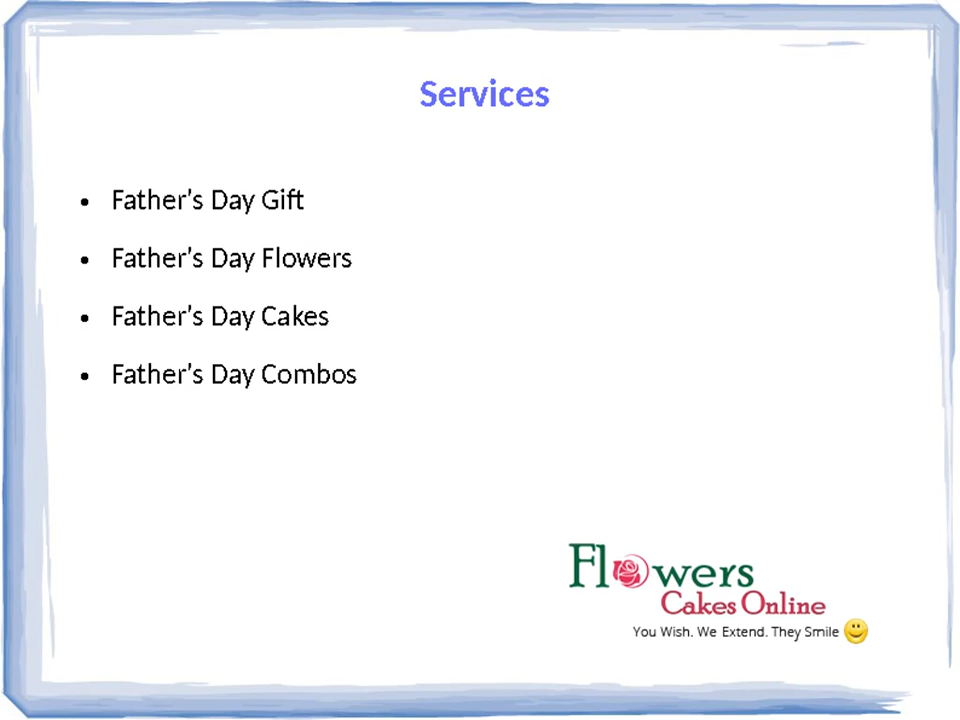 Services
• Father's Day Gift
• Father's Day Flowers
• Father's Day Cakes
• Father's Day Combos
Flowers
Cakes Online
You Wish. We Extend. They Smile